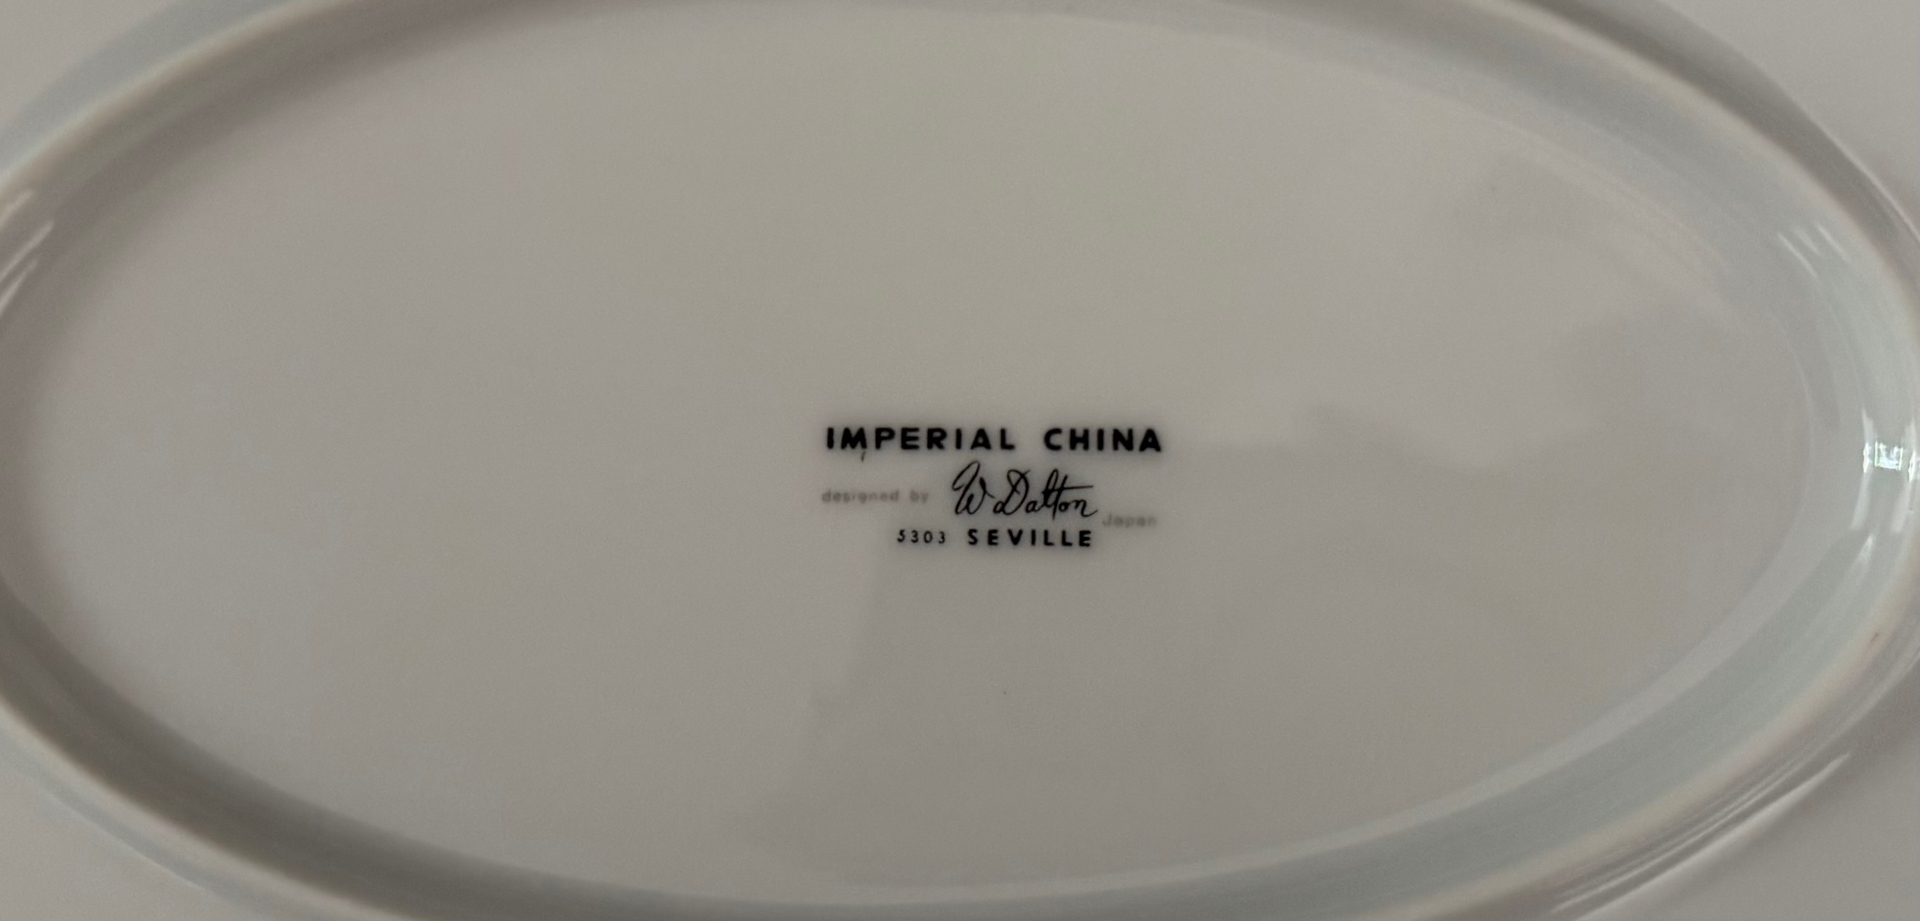 IMPERIAL CHINA
designed by W. Dalton Japan
5303 SEVILLE